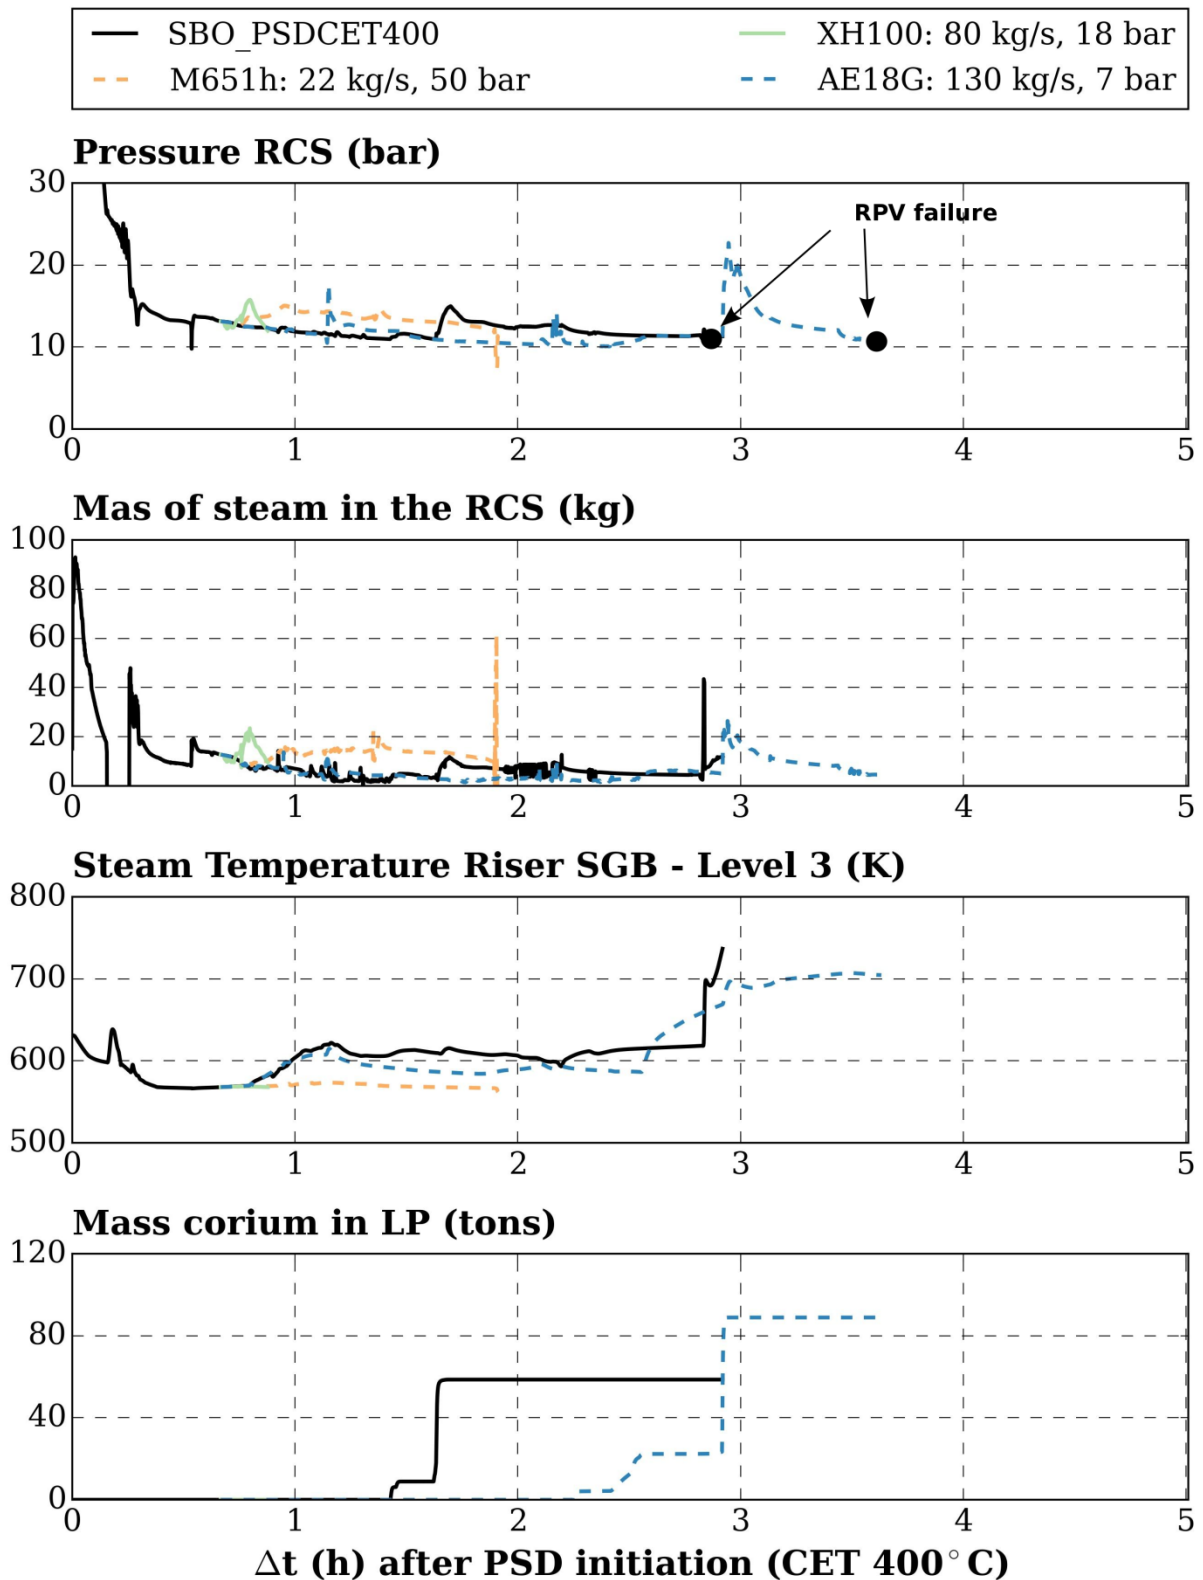 SBO_PSDCET400
XH100: 80 kg/s, 18 bar
M651h: 22 kg/s, 50 bar
AE18G: 130 kg/s, 7 bar
Pressure RCS (bar)
30
20
10
0
RPV failure
0 1 2 3 4 5
Mas of steam in the RCS (kg)
100
80
60
40
20
0
0 1 2 3 4 5
Steam Temperature Riser SGB - Level 3 (K)
800
700
600
500
0 1 2 3 4 5
Mass corium in LP (tons)
120
80
40
0
0 1 2 3 4 5
Δt (h) after PSD initiation (CET 400°C)